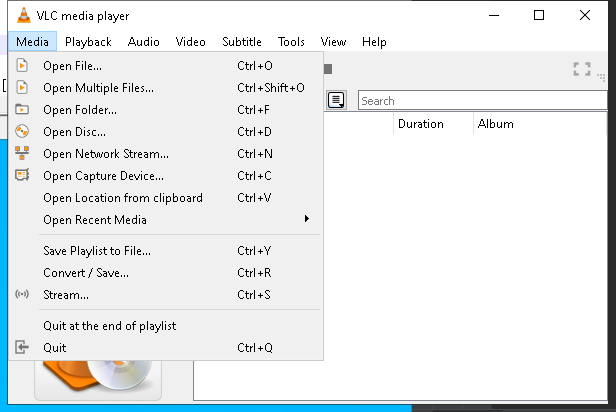 VLC media player
Media Playback Audio Video Subtitle Tools View Help
Open File... Ctrl+O
Open Multiple Files... Ctrl+Shift+O
Search
Open Folder... Ctrl+F
Duration Album
Open Disc... Ctrl+D
Open Network Stream... Ctrl+N
Open Capture Device... Ctrl+C
Open Location from clipboard Ctrl+V
Open Recent Media
Save Playlist to File... Ctrl+Y
Convert / Save... Ctrl+R
Stream... Ctrl+S
Quit at the end of playlist
Quit Ctrl+Q